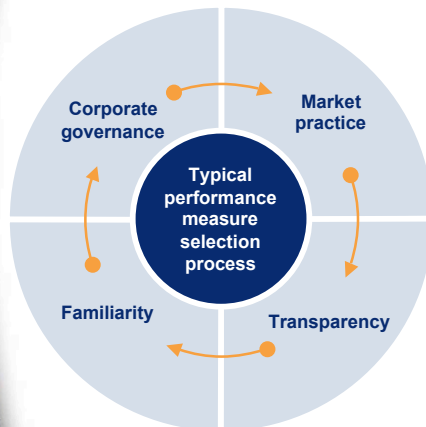 Corporate
governance
Market
practice
Typical
performance
measure
selection
process
Familiarity
Transparency